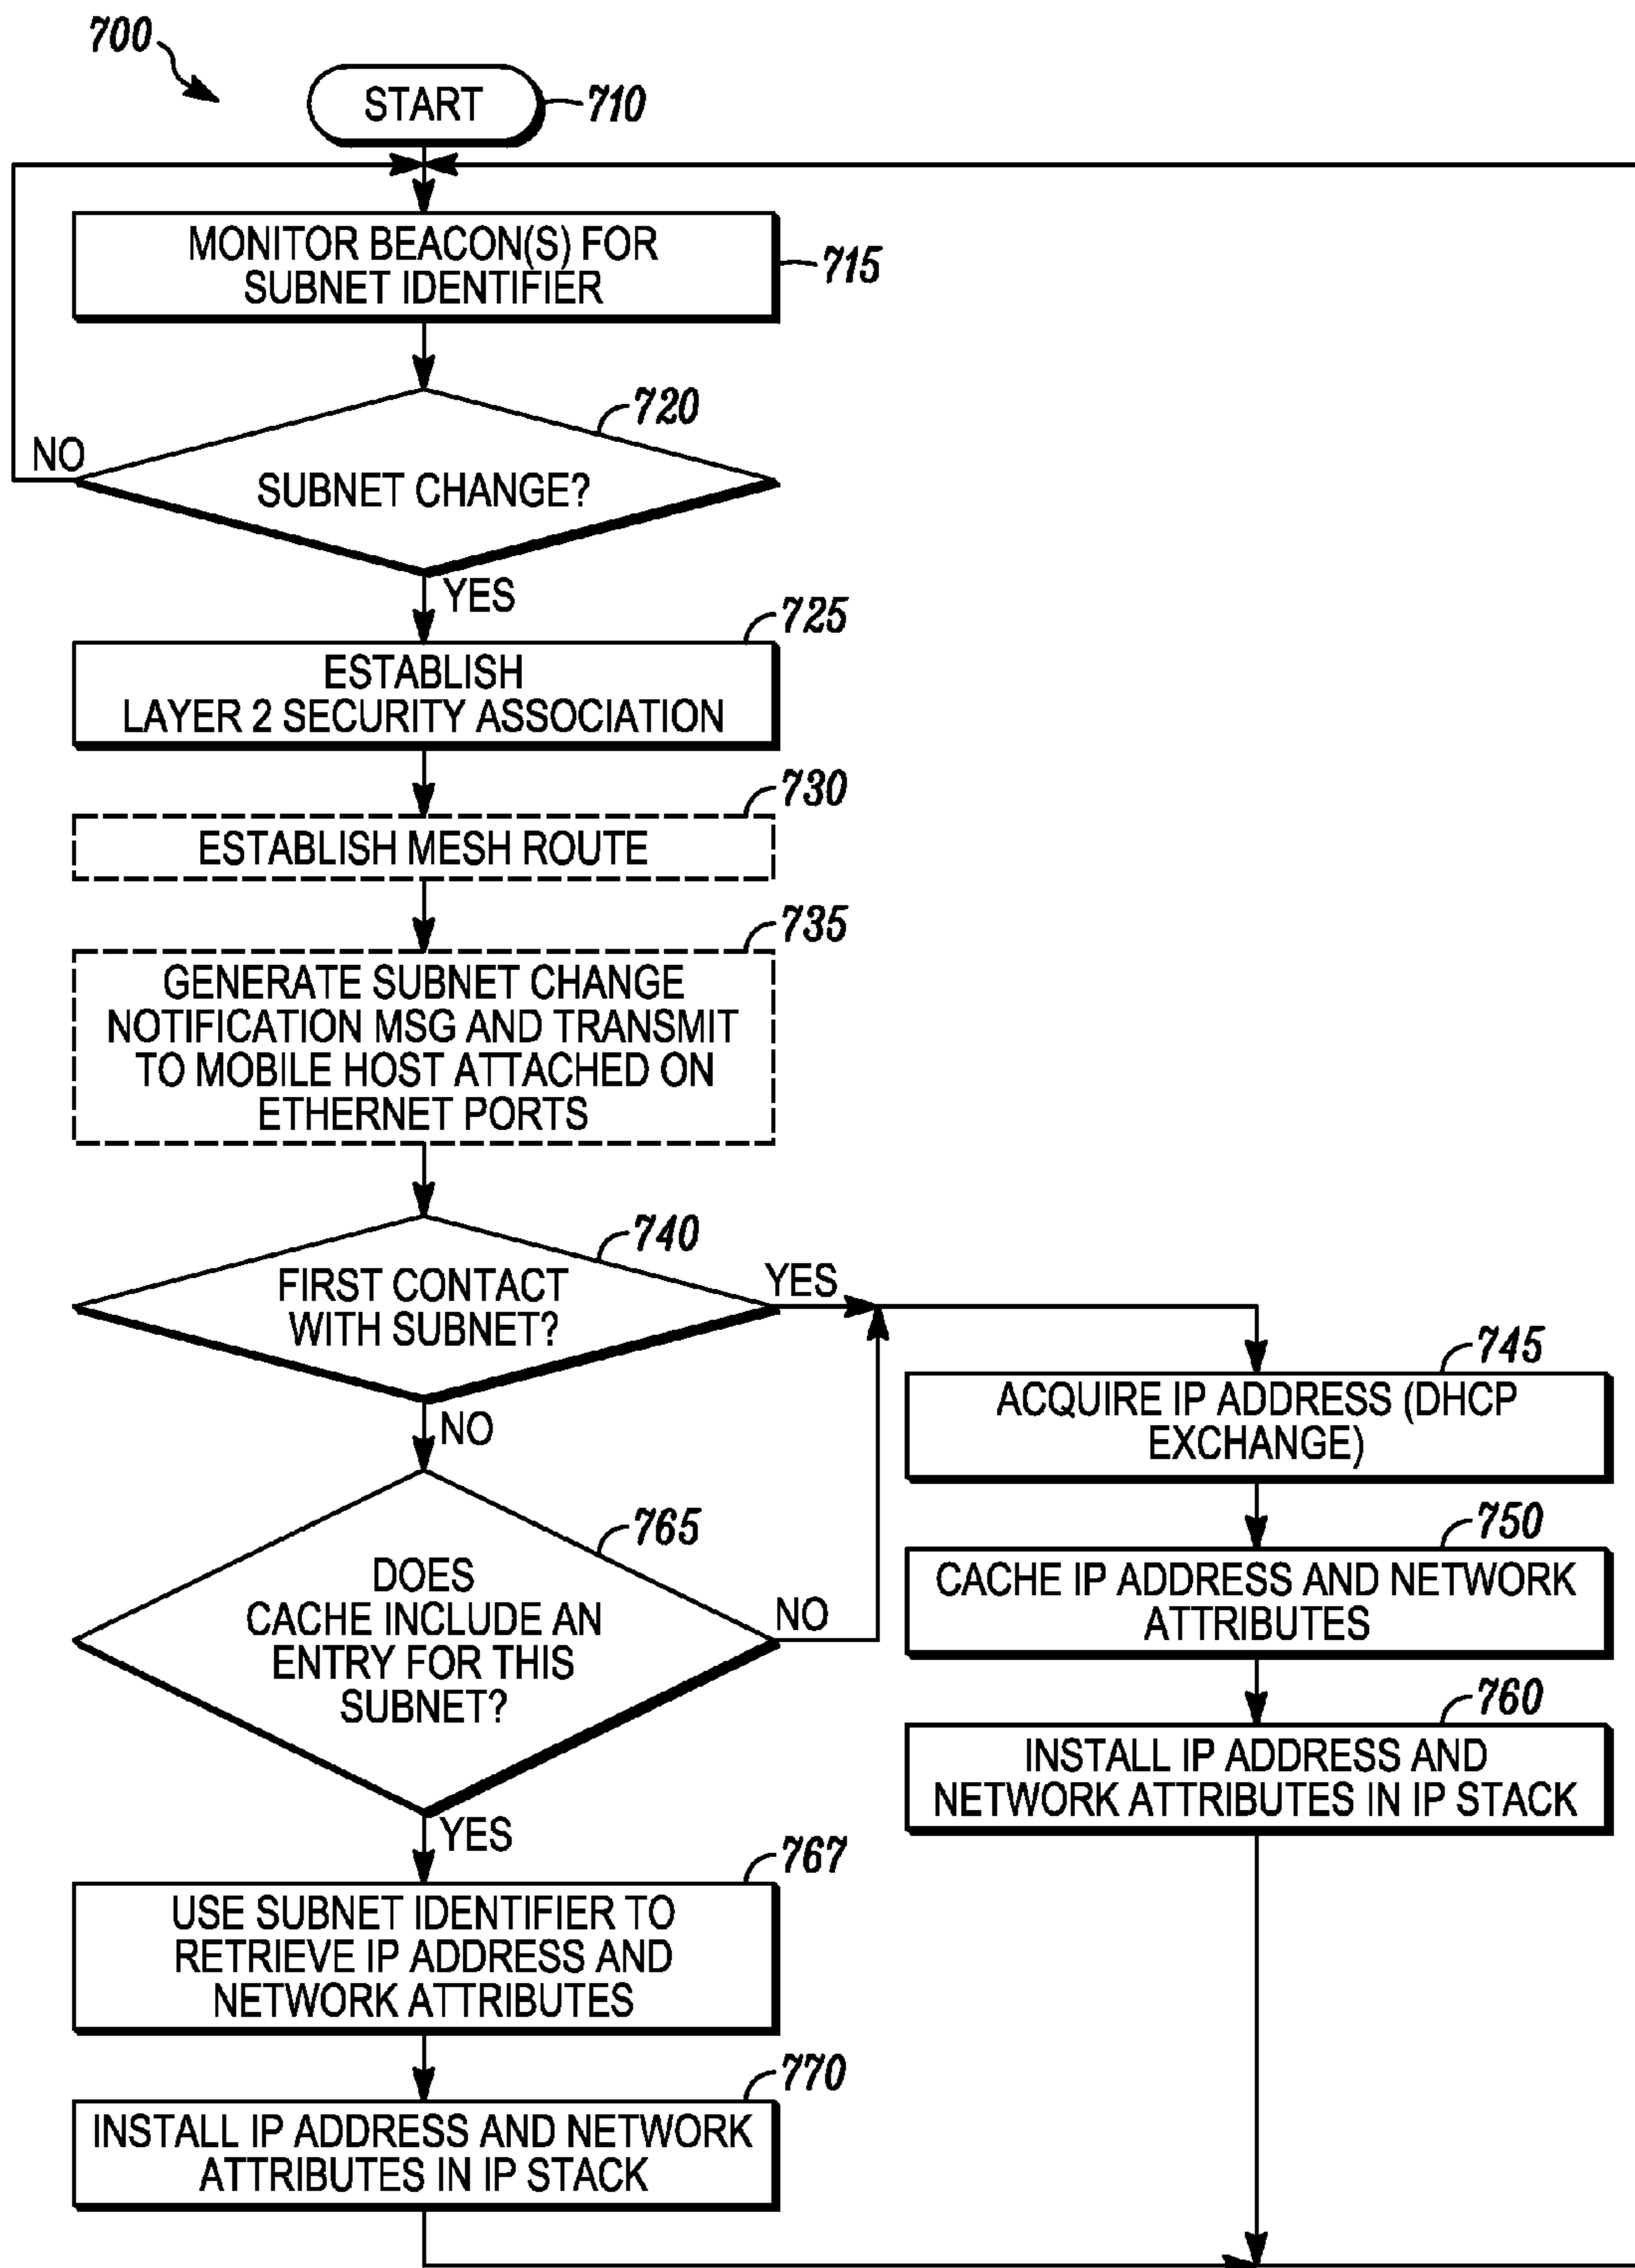 700
START
710
MONITOR BEACON(S) FOR
SUBNET IDENTIFIER
715
720
NO
SUBNET CHANGE?
YES
725
ESTABLISH
LAYER 2 SECURITY ASSOCIATION
730
ESTABLISH MESH ROUTE
735
GENERATE SUBNET CHANGE
NOTIFICATION MSG AND TRANSMIT
TO MOBILE HOST ATTACHED ON
ETHERNET PORTS
740
FIRST CONTACT
WITH SUBNET?
YES
NO
745
ACQUIRE IP ADDRESS (DHCP
EXCHANGE)
750
CACHE IP ADDRESS AND NETWORK
ATTRIBUTES
760
INSTALL IP ADDRESS AND
NETWORK ATTRIBUTES IN IP STACK
765
DOES
CACHE INCLUDE AN
ENTRY FOR THIS
SUBNET?
NO
YES
767
USE SUBNET IDENTIFIER TO
RETRIEVE IP ADDRESS AND
NETWORK ATTRIBUTES
770
INSTALL IP ADDRESS AND NETWORK
ATTRIBUTES IN IP STACK